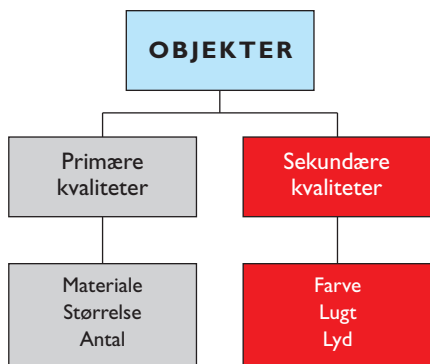 OBJEKTER
Primære
kvaliteter
Sekundære
kvaliteter
Materiale
Størrelse
Antal
Farve
Lugt
Lyd